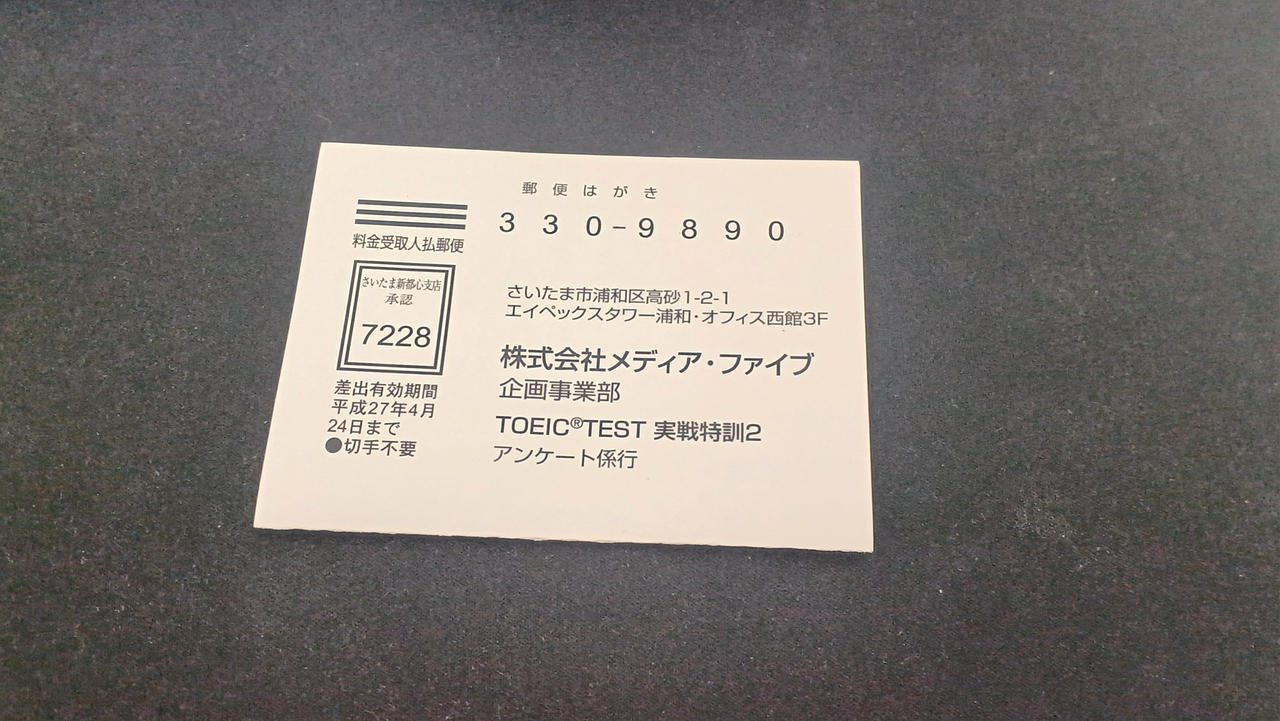 郵便はがき
330-9890
料金受取人払郵便
さいたま新都心支店
承認
7228
差出有効期間
平成27年4月
24日まで
●切手不要
さいたま市浦和区高砂1-2-1
エイペックスタワー浦和・オフィス西館3F
株式会社メディア・ファイブ
企画事業部
TOEIC®TEST 実戦特訓2
アンケート係行